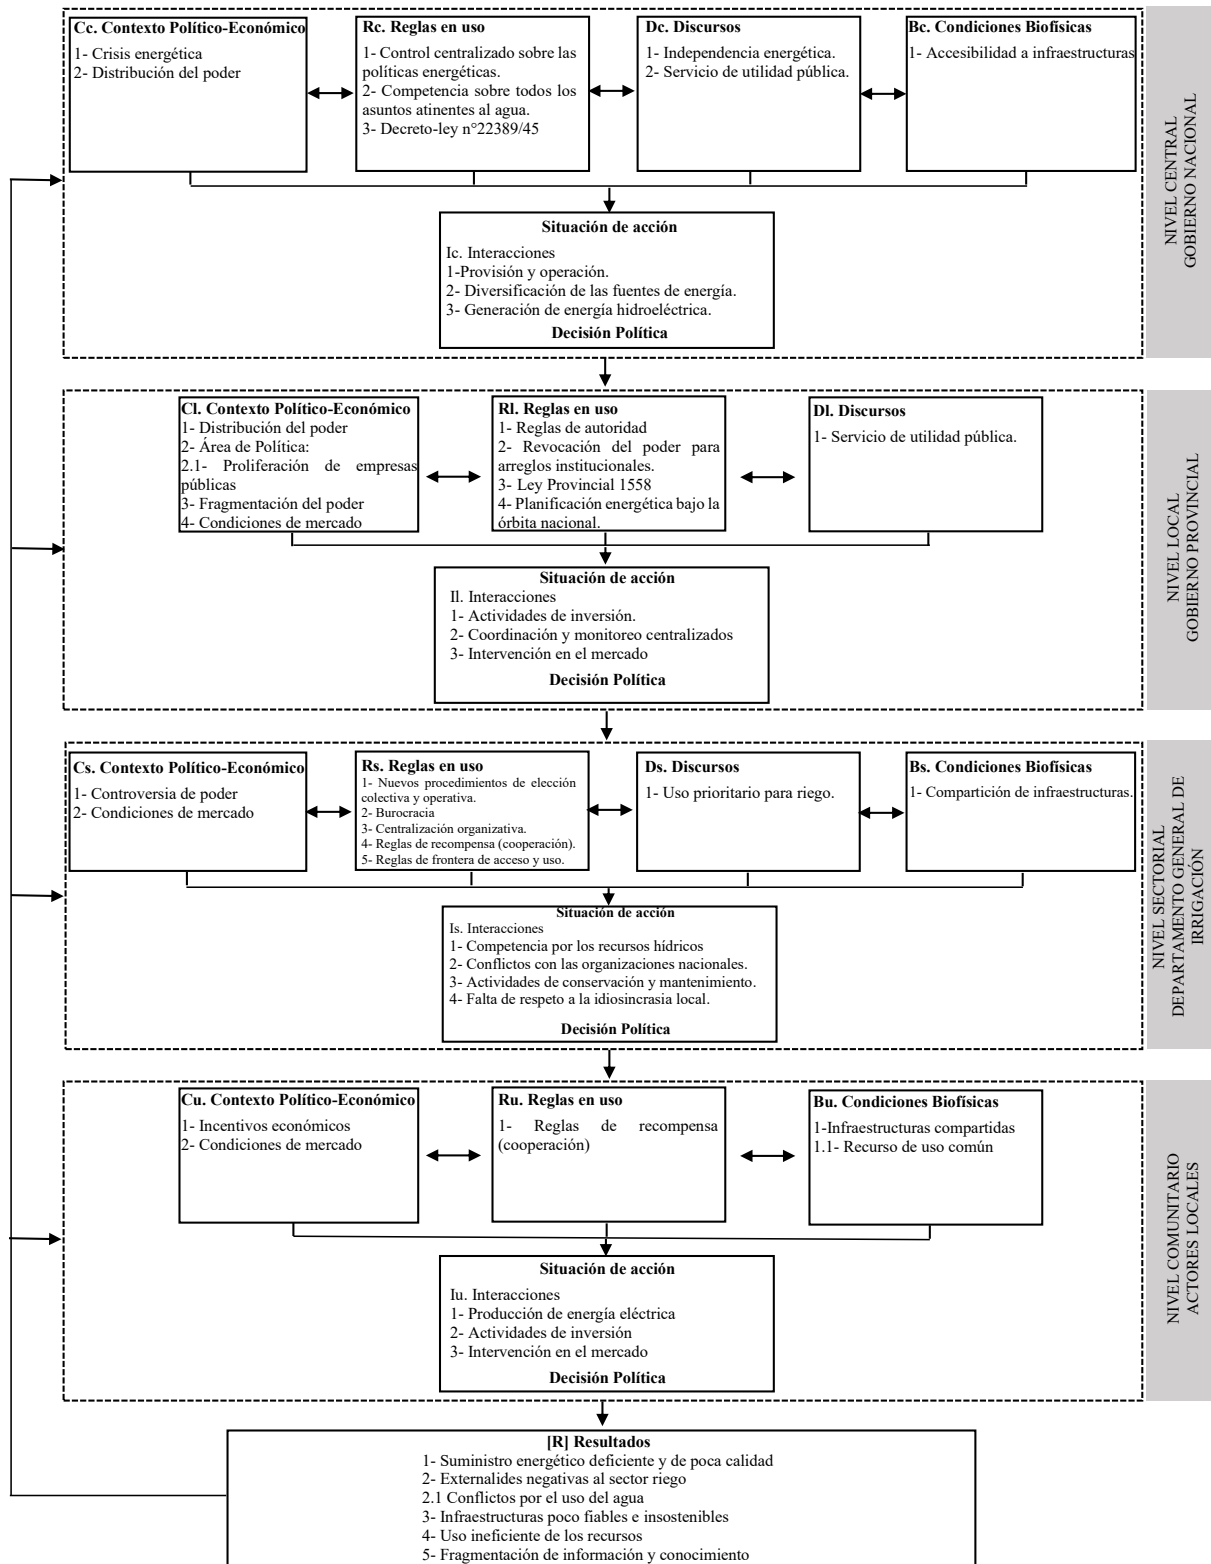 Cc. Contexto Político-Económico
1- Crisis energética
2- Distribución del poder
Rc. Reglas en uso
1- Control centralizado sobre las
políticas energéticas.
2- Competencia sobre todos los
asuntos atinentes al agua.
3- Decreto-ley n°22389/45
Dc. Discursos
1- Independencia energética.
2- Servicio de utilidad pública.
Bc. Condiciones Biofísicas
1- Accesibilidad a infraestructuras
NIVEL CENTRAL
GOBIERNO NACIONAL
Situación de acción
Ic. Interacciones
1-Provisión y operación.
2- Diversificación de las fuentes de energía.
3- Generación de energía hidroeléctrica.
Decisión Política
Cl. Contexto Político-Económico
1- Distribución del poder
2- Área de Política:
2.1- Proliferación de empresas
públicas
3- Fragmentación del poder
4- Condiciones de mercado
Rl. Reglas en uso
1- Reglas de autoridad
2- Revocación del poder para
arreglos institucionales.
3- Ley Provincial 1558
4- Planificación energética bajo la
órbita nacional.
Dl. Discursos
1- Servicio de utilidad pública.
NIVEL LOCAL
GOBIERNO PROVINCIAL
Situación de acción
Il. Interacciones
1- Actividades de inversión.
2- Coordinación y monitoreo centralizados
3- Intervención en el mercado
Decisión Política
Cs. Contexto Político-Económico
1- Controversia de poder
2- Condiciones de mercado
Rs. Reglas en uso
1- Nuevos procedimientos de elección
colectiva y operativa.
2- Burocracia
3- Centralización organizativa.
4- Reglas de recompensa (cooperación).
5- Reglas de frontera de acceso y uso.
Ds. Discursos
1- Uso prioritario para riego.
Bs. Condiciones Biofísicas
1- Compartición de infraestructuras.
NIVEL SECTORIAL
DEPARTAMENTO GENERAL DE
IRRIGACIÓN
Situación de acción
Is. Interacciones
1- Competencia por los recursos hídricos
2- Conflictos con las organizaciones nacionales.
3- Actividades de conservación y mantenimiento.
4- Falta de respeto a la idiosincrasia local.
Decisión Política
Cu. Contexto Político-Económico
1- Incentivos económicos
2- Condiciones de mercado
Ru. Reglas en uso
1- Reglas de recompensa
(cooperación)
Bu. Condiciones Biofísicas
1-Infraestructuras compartidas
1.1- Recurso de uso común
NIVEL COMUNITARIO
ACTORES LOCALES
Situación de acción
Iu. Interacciones
1- Producción de energía eléctrica
2- Actividades de inversión
3- Intervención en el mercado
Decisión Política
[R] Resultados
1- Suministro energético deficiente y de poca calidad
2- Externalides negativas al sector riego
2.1 Conflictos por el uso del agua
3- Infraestructuras poco fiables e insostenibles
4- Uso ineficiente de los recursos
5- Fragmentación de información y conocimiento